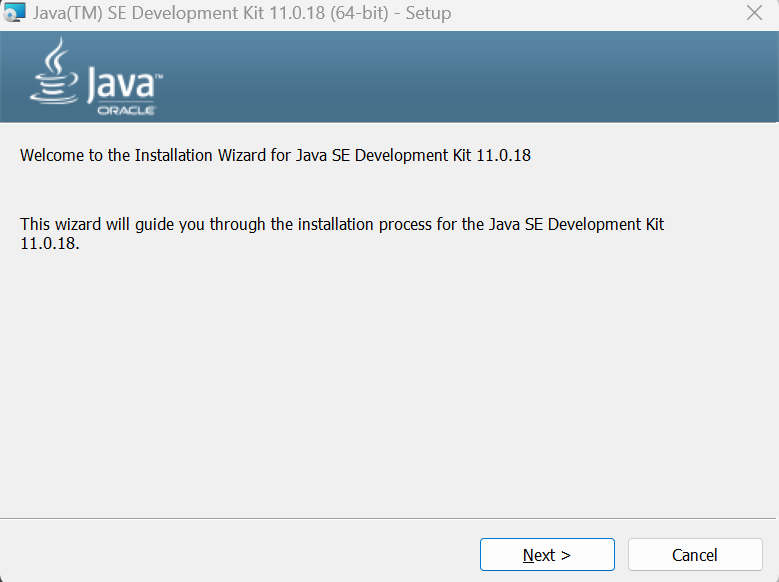 Java(TM) SE Development Kit 11.0.18 (64-bit) - Setup
Java™
ORACLE
Welcome to the Installation Wizard for Java SE Development Kit 11.0.18
This wizard will guide you through the installation process for the Java SE Development Kit
11.0.18.
Next >
Cancel